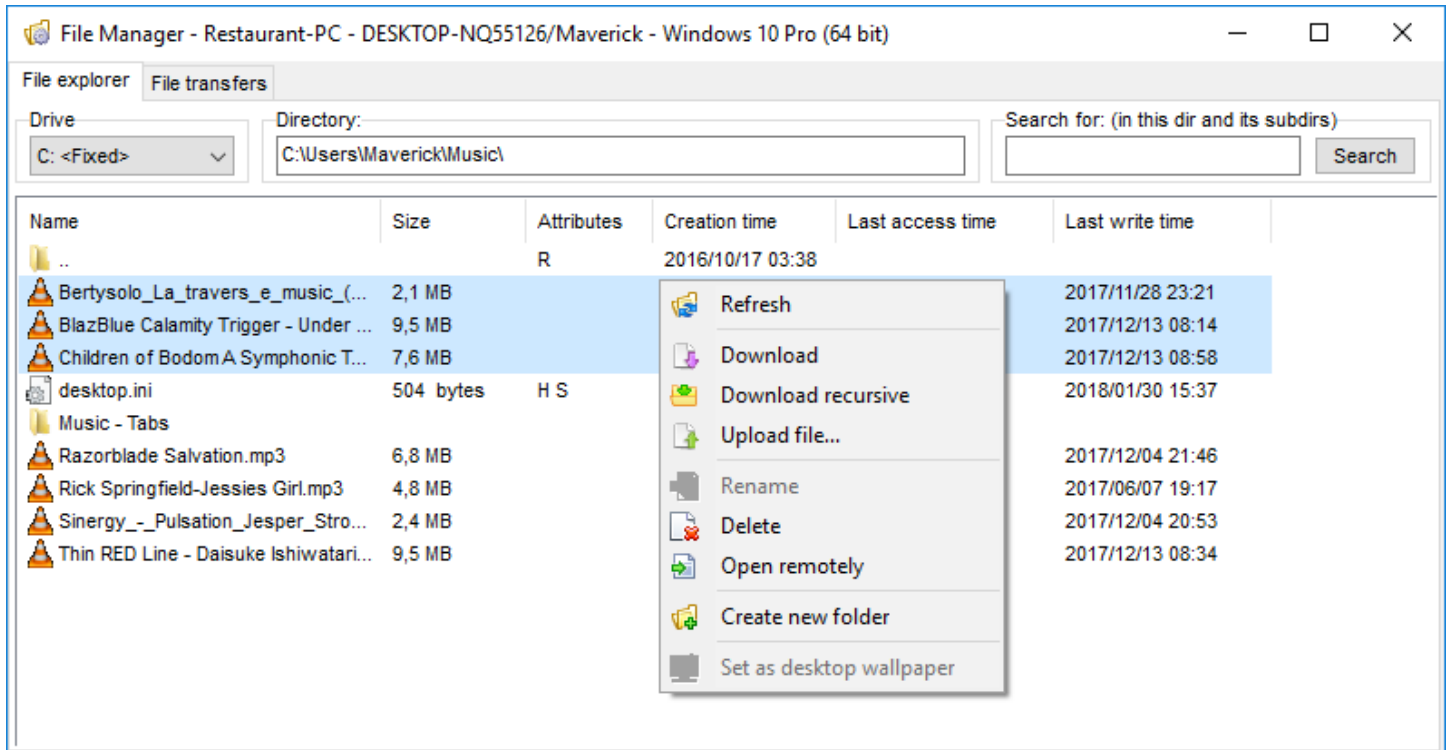 File Manager - Restaurant-PC - DESKTOP-NQ55126/Maverick - Windows 10 Pro (64 bit)
File explorer File transfers
Drive Directory: Search for: (in this dir and its subdirs)
C: <Fixed> C:\Users\Maverick\Music\ Search
Name Size Attributes Creation time Last access time Last write time
.. R 2016/10/17 03:38
Bertysolo_La_travers_e_music_(... 2,1 MB 2017/11/28 23:21
BlazBlue Calamity Trigger - Under ... 9,5 MB 2017/12/13 08:14
Children of Bodom A Symphonic T... 7,6 MB 2017/12/13 08:58
desktop.ini 504 bytes H S 2018/01/30 15:37
Music - Tabs
Razorblade Salvation.mp3 6,8 MB 2017/12/04 21:46
Rick Springfield-Jessies Girl.mp3 4,8 MB 2017/06/07 19:17
Sinergy_-_Pulsation_Jesper_Stro... 2,4 MB 2017/12/04 20:53
Thin RED Line - Daisuke Ishiwatari... 9,5 MB 2017/12/13 08:34
Refresh
Download
Download recursive
Upload file...
Rename
Delete
Open remotely
Create new folder
Set as desktop wallpaper